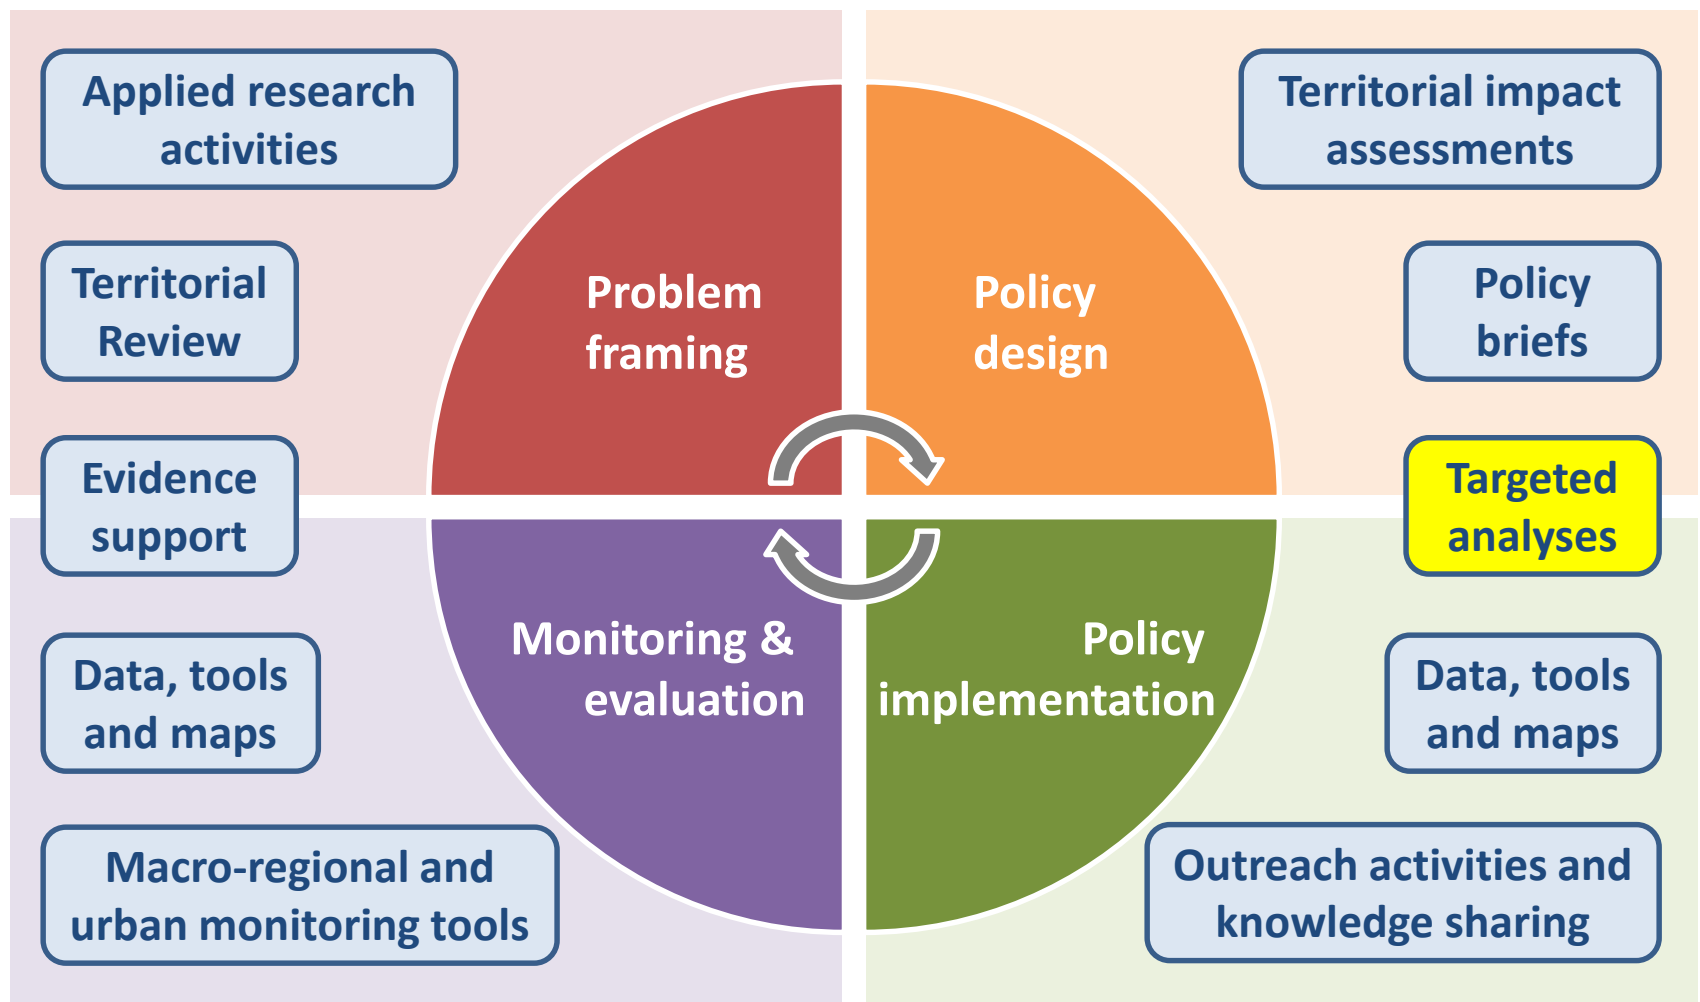 Applied research
activities
Territorial impact
assessments
Territorial
Review
Problem
framing
Policy
design
Policy
briefs
Evidence
support
Targeted
analyses
Data, tools
and maps
Monitoring &
evaluation
Policy
implementation
Data, tools
and maps
Macro-regional and
urban monitoring tools
Outreach activities and
knowledge sharing